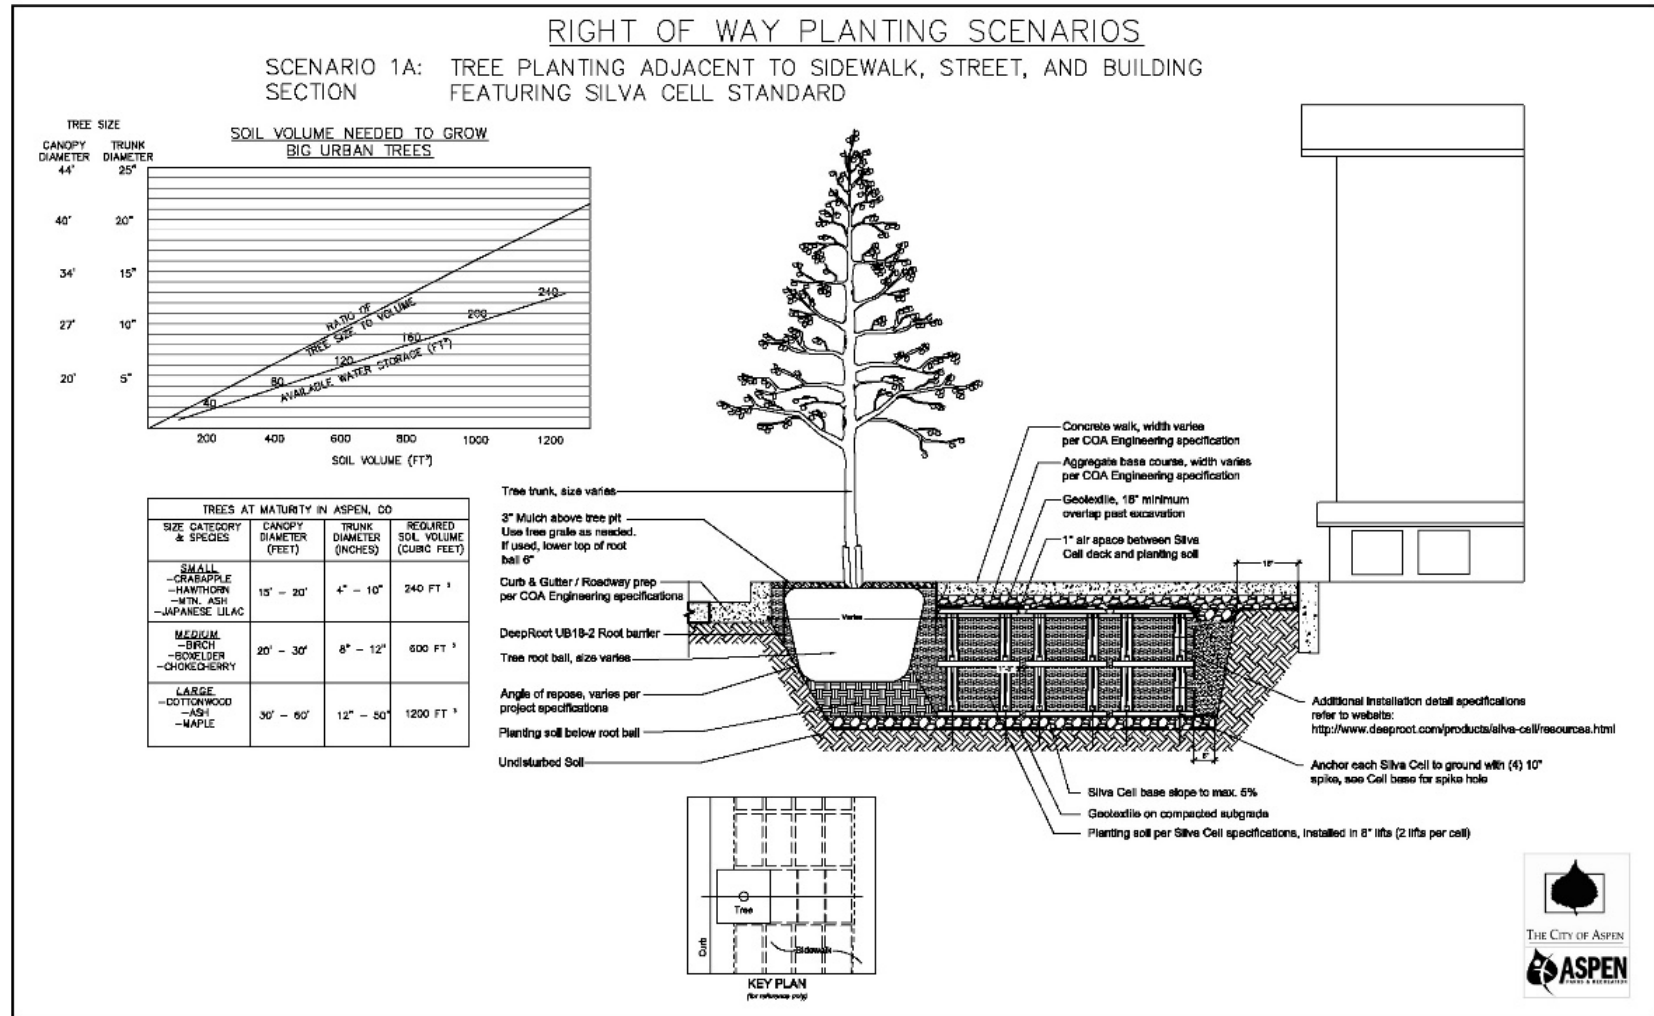 RIGHT OF WAY PLANTING SCENARIOS
SCENARIO 1A: TREE PLANTING ADJACENT TO SIDEWALK, STREET, AND BUILDING
SECTION FEATURING SILVA CELL STANDARD
TREE SIZE
CANOPY DIAMETER
TRUNK DIAMETER
44' 25"
40' 20"
34' 15"
27' 10"
20' 5"
SOIL VOLUME NEEDED TO GROW
BIG URBAN TREES
RATIO OF
TREE SIZE TO VOLUME
40 80 120 160 200 240
AVAILABLE WATER STORAGE (FT³)
200 400 600 800 1000 1200
SOIL VOLUME (FT³)
TREES AT MATURITY IN ASPEN, CO
SIZE CATEGORY & SPECIES
CANOPY DIAMETER (FEET)
TRUNK DIAMETER (INCHES)
REQUIRED SOIL VOLUME (CUBIC FEET)
SMALL
-CRABAPPLE
-HAWTHORN
-MTN. ASH
-JAPANESE LILAC
15' - 20' 4" - 10" 240 FT ³
MEDIUM
-BIRCH
-BOXELDER
-CHOKECHERRY
20' - 30' 8" - 12" 600 FT ³
LARGE
-COTTONWOOD
-ASH
-MAPLE
30' - 60' 12" - 50" 1200 FT ³
Tree trunk, size varies
3" Mulch above tree pit
Use tree grate as needed.
If used, lower top of root
ball 6"
Curb & Gutter / Roadway prep
per COA Engineering specifications
DeepRoot UB18-2 Root barrier
Tree root ball, size varies
Angle of repose, varies per
project specifications
Planting soil below root ball
Undisturbed Soil
Varies
Concrete walk, width varies
per COA Engineering specification
Aggregate base course, width varies
per COA Engineering specification
Geotextile, 18" minimum
overlap past excavation
1" air space between Silva
Cell deck and planting soil
18"
6"
Additional installation detail specifications
refer to website:
http://www.deeproot.com/products/silva-cell/resources.html
Anchor each Silva Cell to ground with (4) 10"
spike, see Cell base for spike hole
Silva Cell base slope to max. 5%
Geotextile on compacted subgrade
Planting soil per Silva Cell specifications, installed in 8" lifts (2 lifts per cell)
Curb
Tree
Sidewalk
KEY PLAN
(for reference only)
THE CITY OF ASPEN
ASPEN
PARKS & RECREATION